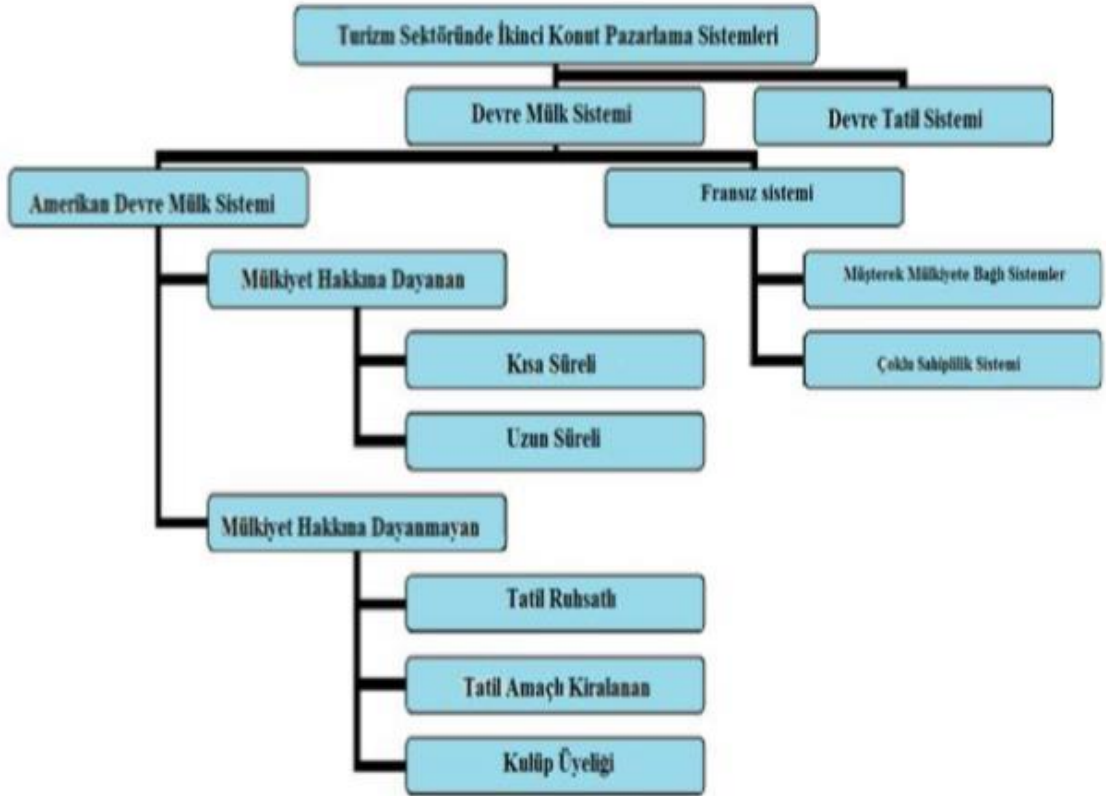 Turizm Sektöründe İkinci Konut Pazarlama Sistemleri
Devre Mülk Sistemi
Devre Tatil Sistemi
Amerikan Devre Mülk Sistemi
Fransız sistemi
Mülkiyet Hakkına Dayanan
Müşterek Mülkiyete Bağlı Sistemler
Kısa Süreli
Çoklu Sahiplilik Sistemi
Uzun Süreli
Mülkiyet Hakkına Dayanmayan
Tatil Ruhsatlı
Tatil Amaçlı Kiralanan
Kulüp Üyeliği